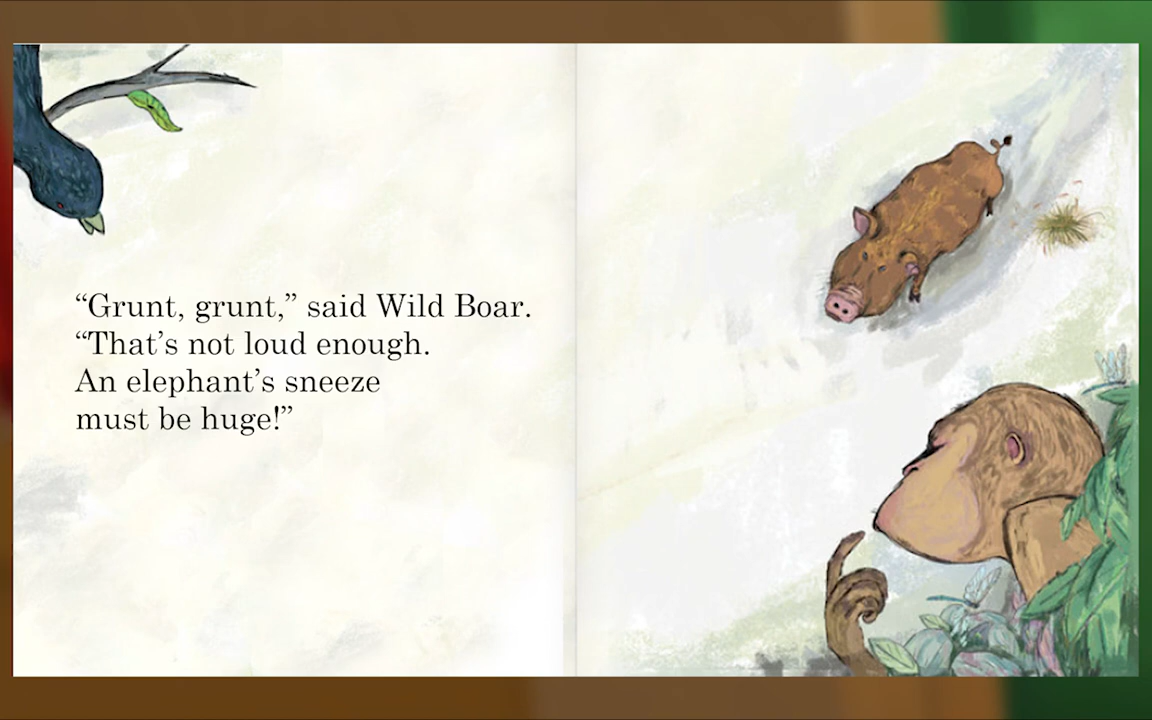 “Grunt, grunt,” said Wild Boar.
“That’s not loud enough.
An elephant’s sneeze
must be huge!”